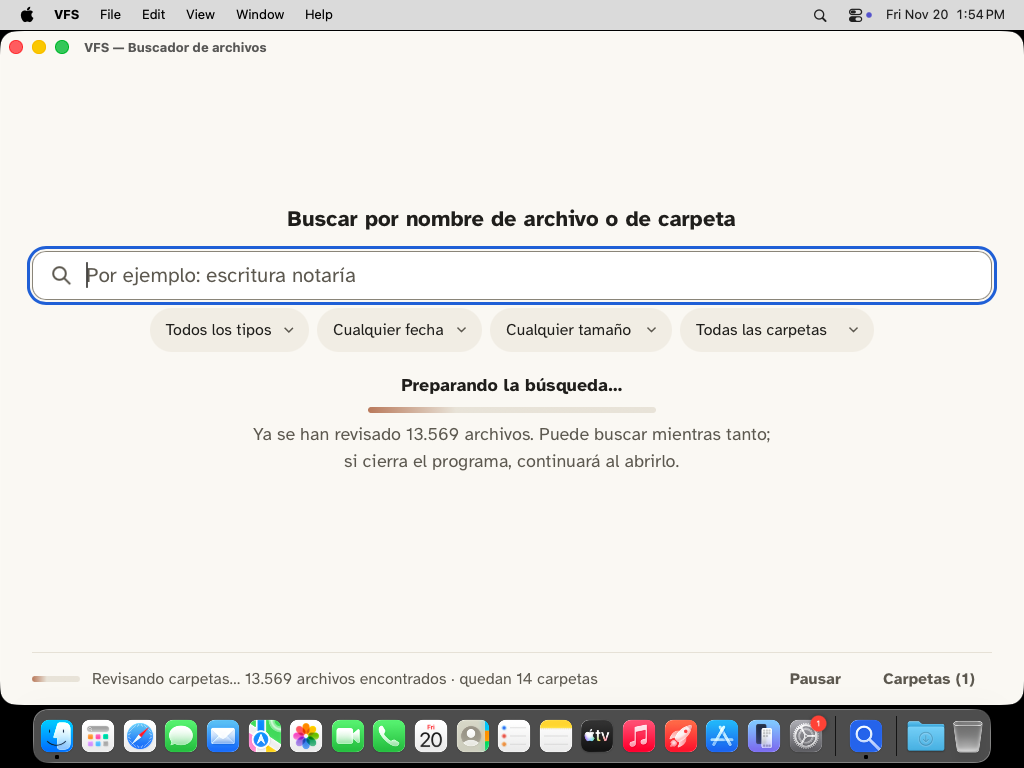 VFS File Edit View Window Help Fri Nov 20 1:54 PM
VFS — Buscador de archivos
Buscar por nombre de archivo o de carpeta
Por ejemplo: escritura notaría
Todos los tipos Cualquier fecha Cualquier tamaño Todas las carpetas
Preparando la búsqueda...
Ya se han revisado 13.569 archivos. Puede buscar mientras tanto;
si cierra el programa, continuará al abrirlo.
Revisando carpetas... 13.569 archivos encontrados · quedan 14 carpetas Pausar Carpetas (1)
Fri
20
tv
1